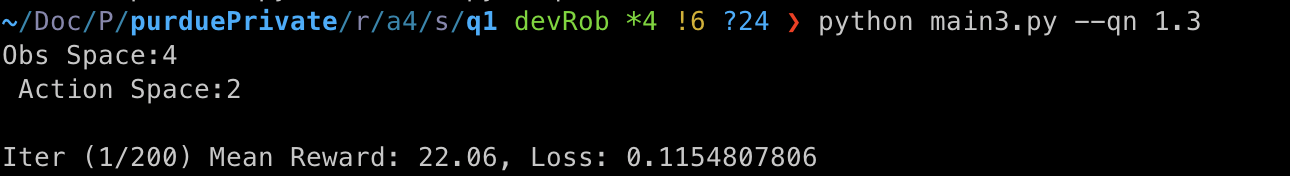 ~/Doc/P/purduePrivate/r/a4/s/q1 devRob *4 !6 ?24 ❯ python main3.py --qn 1.3
Obs Space:4
 Action Space:2
Iter (1/200) Mean Reward: 22.06, Loss: 0.1154807806